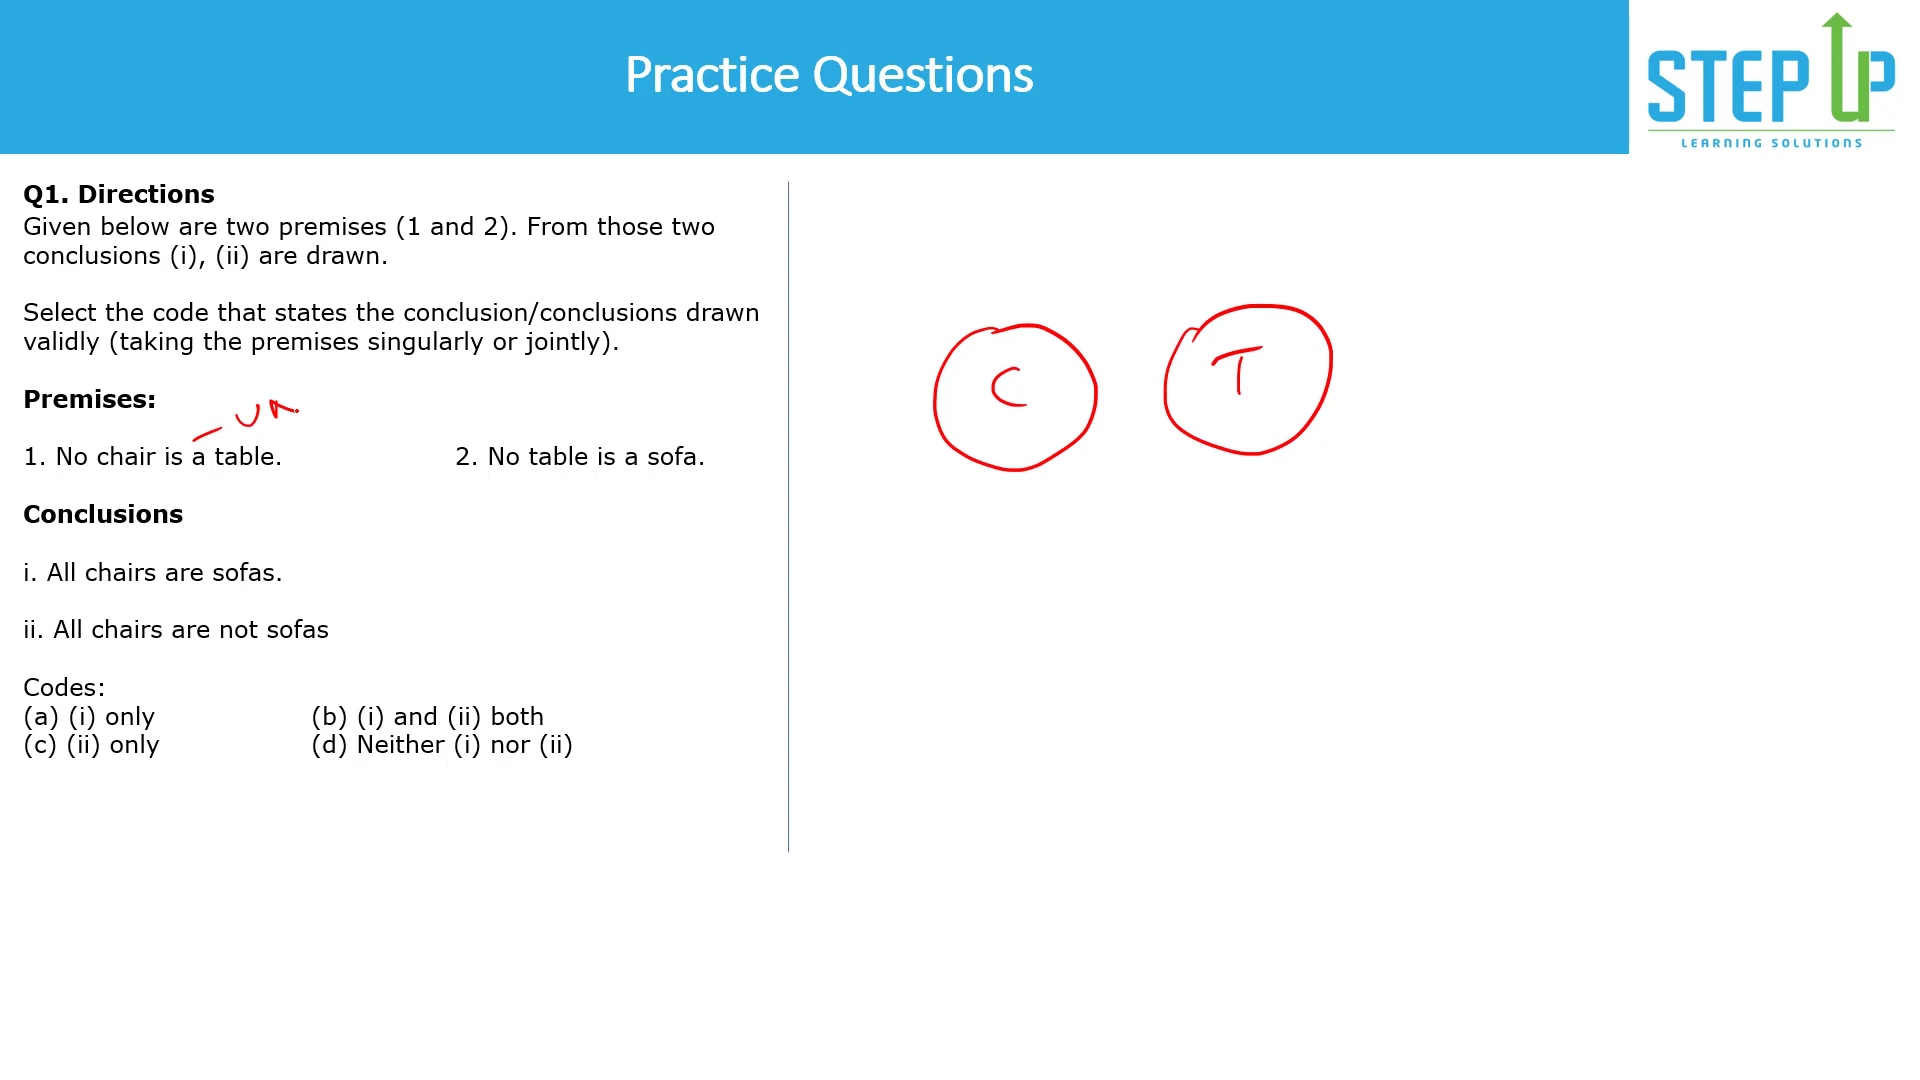 Practice Questions
STEP UP
LEARNING SOLUTIONS
Q1. Directions
Given below are two premises (1 and 2). From those two
conclusions (i), (ii) are drawn.
Select the code that states the conclusion/conclusions drawn
validly (taking the premises singularly or jointly).
Premises:
1. No chair is a table. 2. No table is a sofa.
Conclusions
i. All chairs are sofas.
ii. All chairs are not sofas
Codes:
(a) (i) only (b) (i) and (ii) both
(c) (ii) only (d) Neither (i) nor (ii)
C T